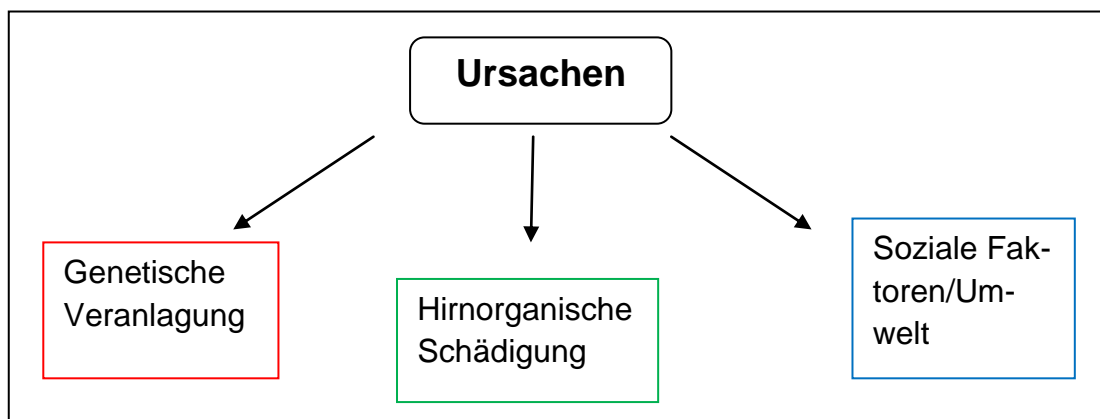 Ursachen
Genetische
Veranlagung
Hirnorganische
Schädigung
Soziale Fak-
toren/Um-
welt